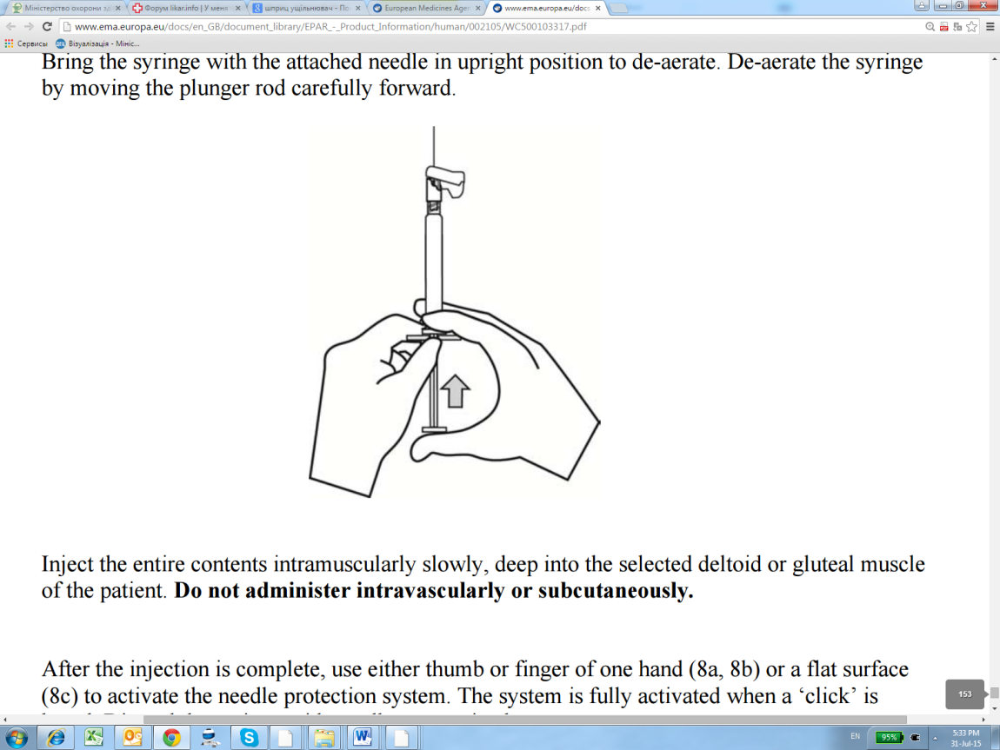 Міністерство охорони зд
Форум likar.info | У мене
шприц ущільнювач - По
European Medicines Agen
www.ema.europa.eu/docs
www.ema.europa.eu/docs/en_GB/document_library/EPAR_-_Product_Information/human/002105/WC500103317.pdf
Сервисы
Візуалізація - Мініс...
Bring the syringe with the attached needle in upright position to de-aerate. De-aerate the syringe
by moving the plunger rod carefully forward.
Inject the entire contents intramuscularly slowly, deep into the selected deltoid or gluteal muscle
of the patient. Do not administer intravascularly or subcutaneously.
After the injection is complete, use either thumb or finger of one hand (8a, 8b) or a flat surface
(8c) to activate the needle protection system. The system is fully activated when a ‘click’ is
153
EN
95%
5:33 PM
31-Jul-15